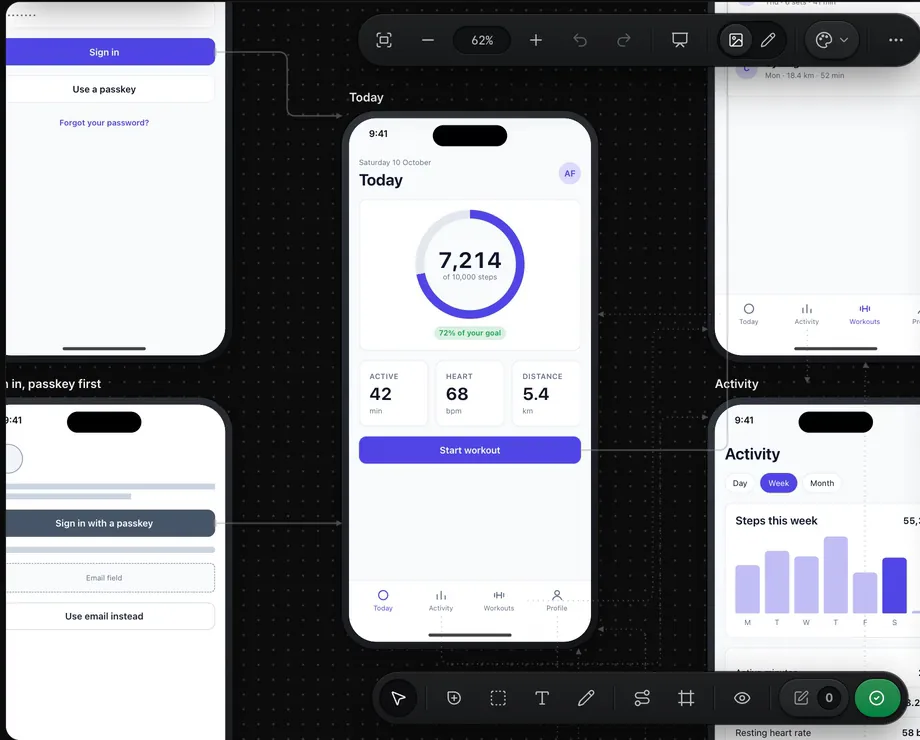 Sign in
Use a passkey
Forgot your password?
62%
Mon · 18.4 km · 52 min
Today
9:41
Saturday 10 October
Today
AF
7,214
of 10,000 steps
72% of your goal
ACTIVE
42
min
HEART
68
bpm
DISTANCE
5.4
km
Start workout
Today
Activity
Workouts
Profile
Today
Activity
Workouts
in, passkey first
9:41
Sign in with a passkey
Email field
Use email instead
Activity
9:41
Activity
Day
Week
Month
Steps this week
M
T
W
T
F
S
0
Resting heart rate
58